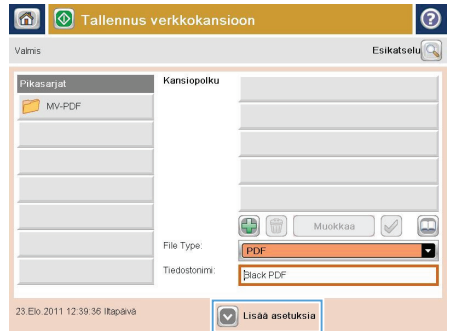 Tallennus verkkokansioon
Valmis
Esikatselu
Pikasarjat
Kansiopolku
MV-PDF
Muokkaa
File Type:
PDF
Tiedostonimi:
Black PDF
23.Elo.2011 12:39:36 Iltapäivä
Lisää asetuksia